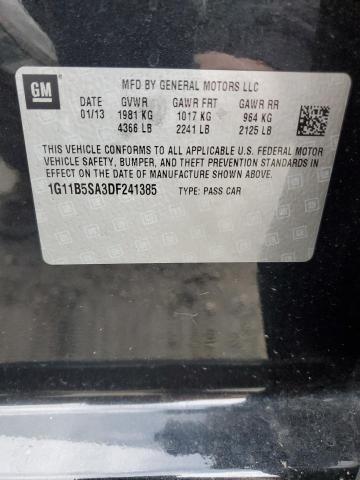 GM
MFD BY GENERAL MOTORS LLC
DATE GVWR GAWR FRT GAWR RR
01/13 1981 KG 1017 KG 964 KG
4366 LB 2241 LB 2125 LB
THIS VEHICLE CONFORMS TO ALL APPLICABLE U.S. FEDERAL MOTOR
VEHICLE SAFETY, BUMPER, AND THEFT PREVENTION STANDARDS
IN EFFECT ON THE DATE OF MANUFACTURE SHOWN ABOVE.
1G11B5SA3DF241385 TYPE: PASS CAR